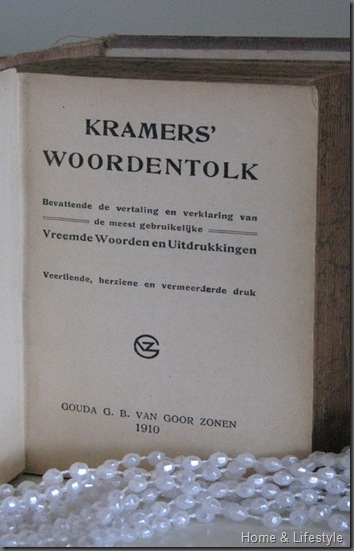 KRAMERS'
WOORDENTOLK
Bevattende de vertaling en verklaring van
de meest gebruikelijke
Vreemde Woorden en Uitdrukkingen
Veertiende, herziene en vermeerderde druk
GOUDA G. B. VAN GOOR ZONEN
1910
Home & Lifestyle